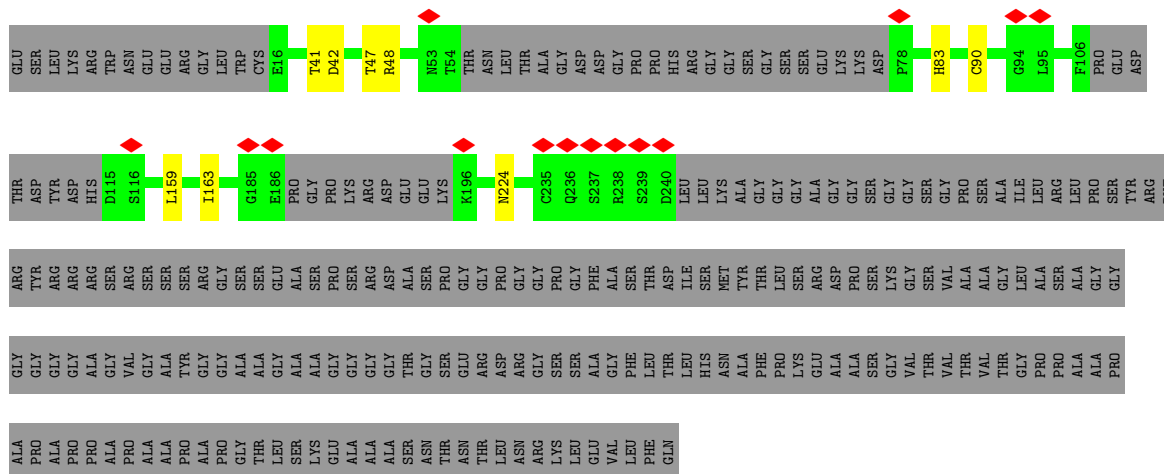 GLU SER LEU LYS ARG TRP ASN GLU GLU ARG GLY LEU TRP CYS E16 T41 D42 T47 R48 N53 T54 THR ASN LEU THR ALA GLY ASP ASP GLY PRO PRO HIS ARG GLY GLY SER GLY SER SER GLU LYS LYS ASP P78 H83 C90 G94 L95 F106 PRO GLU ASP
THR ASP TYR ASP HIS D115 S116 L159 I163 G185 E186 PRO GLY PRO LYS ARG ASP GLU GLU LYS K196 N224 C235 Q236 S237 R238 S239 D240 LEU LEU LYS ALA GLY GLY GLY ALA GLY GLY SER GLY GLY SER GLY PRO SER ALA ILE LEU ARG LEU PRO SER TYR ARG
ARG TYR ARG ARG ARG SER ARG SER SER SER ARG GLY SER SER GLU ALA SER PRO SER ARG ASP ALA SER PRO GLY GLY PRO GLY GLY PRO GLY PHE ALA SER THR ASP ILE SER MET TYR THR LEU SER ARG ASP PRO SER LYS GLY SER VAL ALA ALA GLY LEU ALA SER ALA GLY GLY
GLY GLY GLY GLY ALA GLY VAL GLY ALA TYR GLY GLY ALA ALA GLY ALA ALA GLY GLY GLY GLY THR GLY SER GLU ARG ASP ARG GLY SER SER ALA GLY PHE LEU THR LEU HIS ASN ALA PHE PRO LYS GLU ALA ALA SER GLY VAL THR VAL THR VAL THR GLY PRO PRO ALA ALA PRO
ALA PRO ALA PRO PRO ALA PRO ALA ALA PRO ALA PRO GLY THR LEU SER LYS GLU ALA ALA ALA SER ASN THR ASN THR LEU ASN ARG LYS LEU GLU VAL LEU PHE GLN